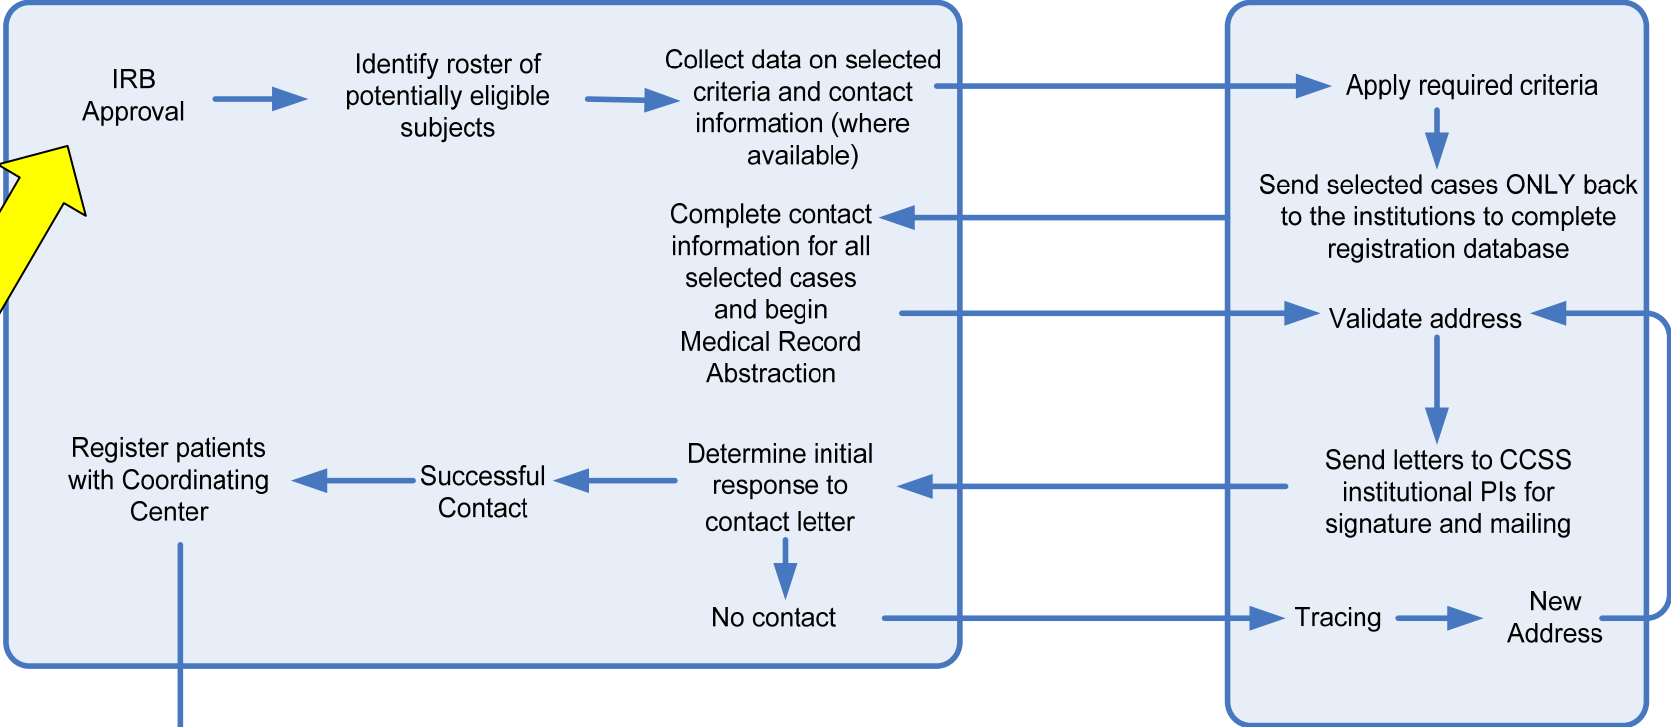 IRB
Approval
Identify roster of
potentially eligible
subjects
Collect data on selected
criteria and contact
information (where
available)
Apply required criteria
Send selected cases ONLY back
to the institutions to complete
registration database
Complete contact
information for all
selected cases
and begin
Medical Record
Abstraction
Validate address
Send letters to CCSS
institutional PIs for
signature and mailing
Determine initial
response to
contact letter
Successful
Contact
Register patients
with Coordinating
Center
No contact
Tracing
New
Address